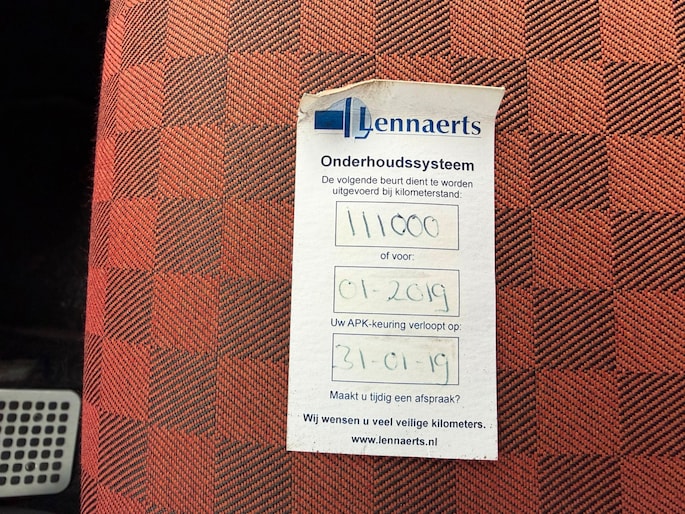 Lennaerts
Onderhoudssysteem
De volgende beurt dient te worden
uitgevoerd bij kilometerstand:
111000
of voor:
01-2019
Uw APK-keuring verloopt op:
31-01-19
Maakt u tijdig een afspraak?
Wij wensen u veel veilige kilometers.
www.lennaerts.nl